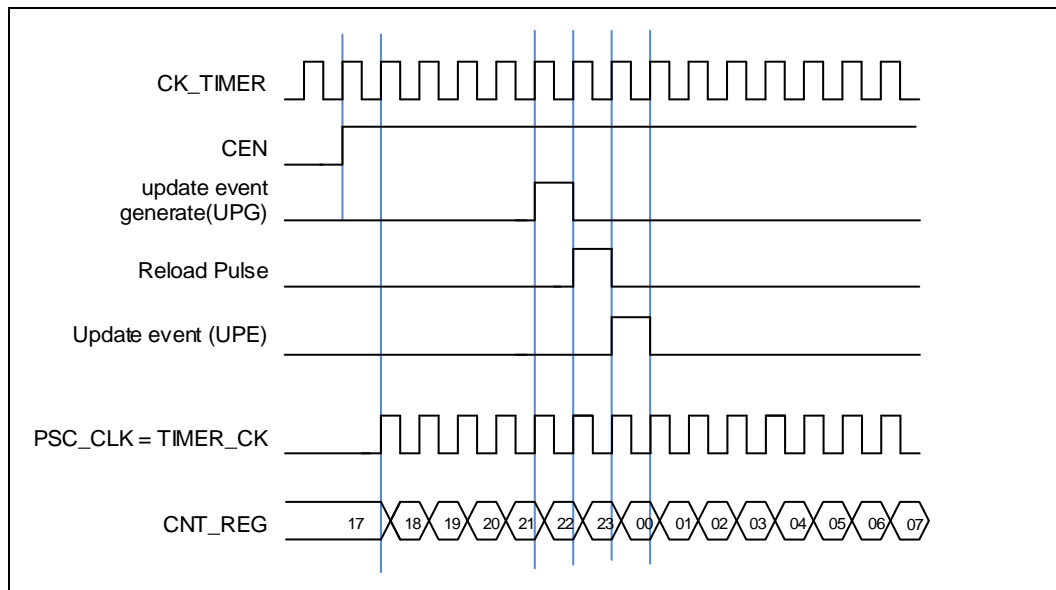 CK_TIMER
CEN
update event
generate(UPG)
Reload Pulse
Update event (UPE)
PSC_CLK = TIMER_CK
CNT_REG 17 18 19 20 21 22 23 00 01 02 03 04 05 06 07